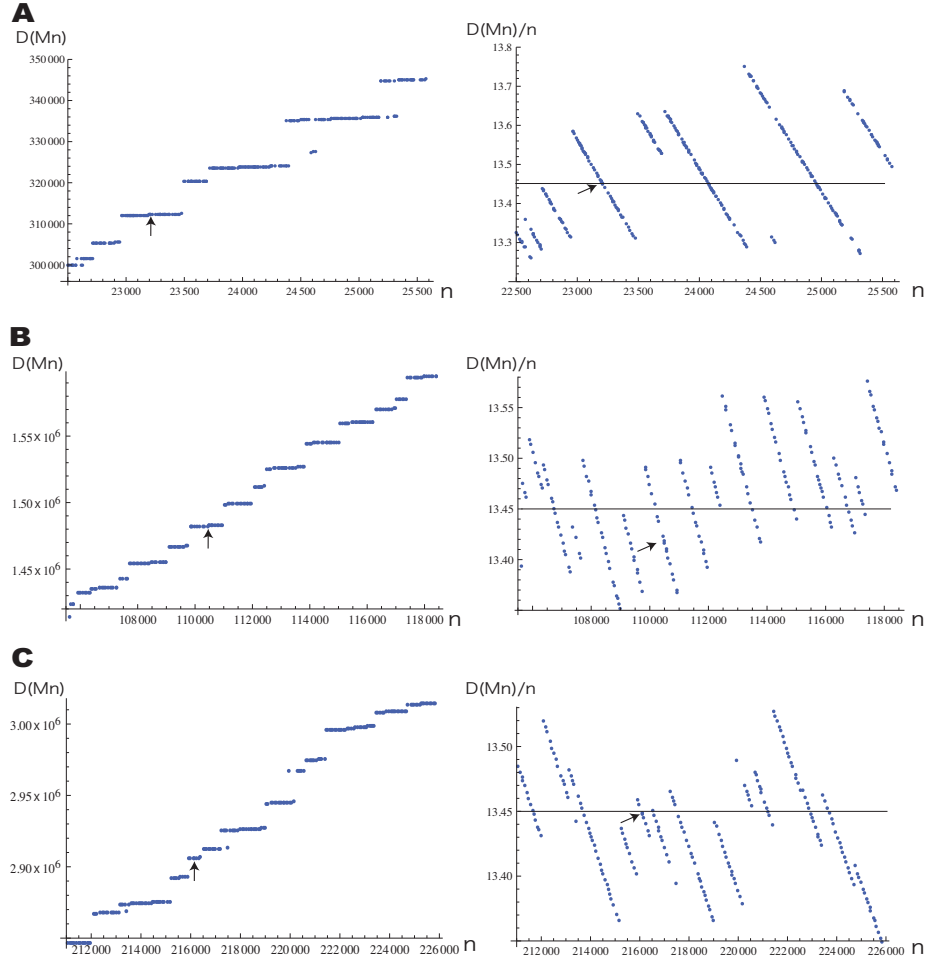 A
D(Mn)
350 000
340 000
330 000
320 000
310 000
300 000
23 000 23 500 24 000 24 500 25 000 25 500 n
D(Mn)/n
13.8
13.7
13.6
13.5
13.4
13.3
22 500 23 000 23 500 24 000 24 500 25 000 25 500 n
B
D(Mn)
1.55 x 10⁶
1.50 x 10⁶
1.45 x 10⁶
108 000 110 000 112 000 114 000 116 000 118 000 n
D(Mn)/n
13.55
13.50
13.45
13.40
108 000 110 000 112 000 114 000 116 000 118 000 n
C
D(Mn)
3.00 x 10⁶
2.95 x 10⁶
2.90 x 10⁶
212 000 214 000 216 000 218 000 220 000 222 000 224 000 226 000 n
D(Mn)/n
13.50
13.45
13.40
212 000 214 000 216 000 218 000 220 000 222 000 224 000 226 000 n